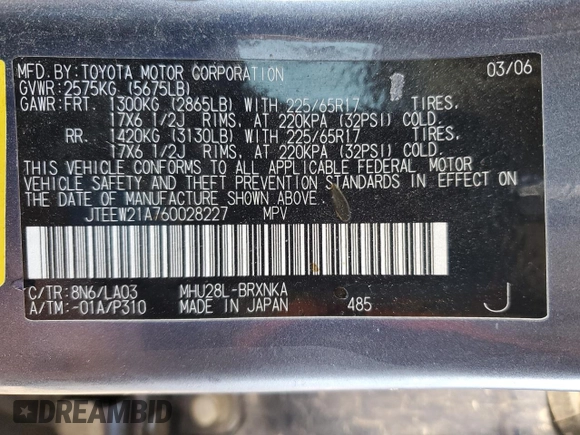 MFD.BY:TOYOTA MOTOR CORPORATION 03/06
GVWR:2575KG (5675LB)
GAWR:FRT. 1300KG (2865LB) WITH 225/65R17 TIRES,
17X6 1/2J RIMS, AT 220KPA (32PSI) COLD.
RR. 1420KG (3130LB) WITH 225/65R17 TIRES,
17X6 1/2J RIMS, AT 220KPA (32PSI) COLD.
THIS VEHICLE CONFORMS TO ALL APPLICABLE FEDERAL MOTOR
VEHICLE SAFETY AND THEFT PREVENTION STANDARDS IN EFFECT ON
THE DATE OF MANUFACTURE SHOWN ABOVE.
JTEEW21A760028227 MPV
C/TR:8N6/LA03 MHU28L-BRXNKA
A/TM:-01A/P310 MADE IN JAPAN 485 J
DREAMBID